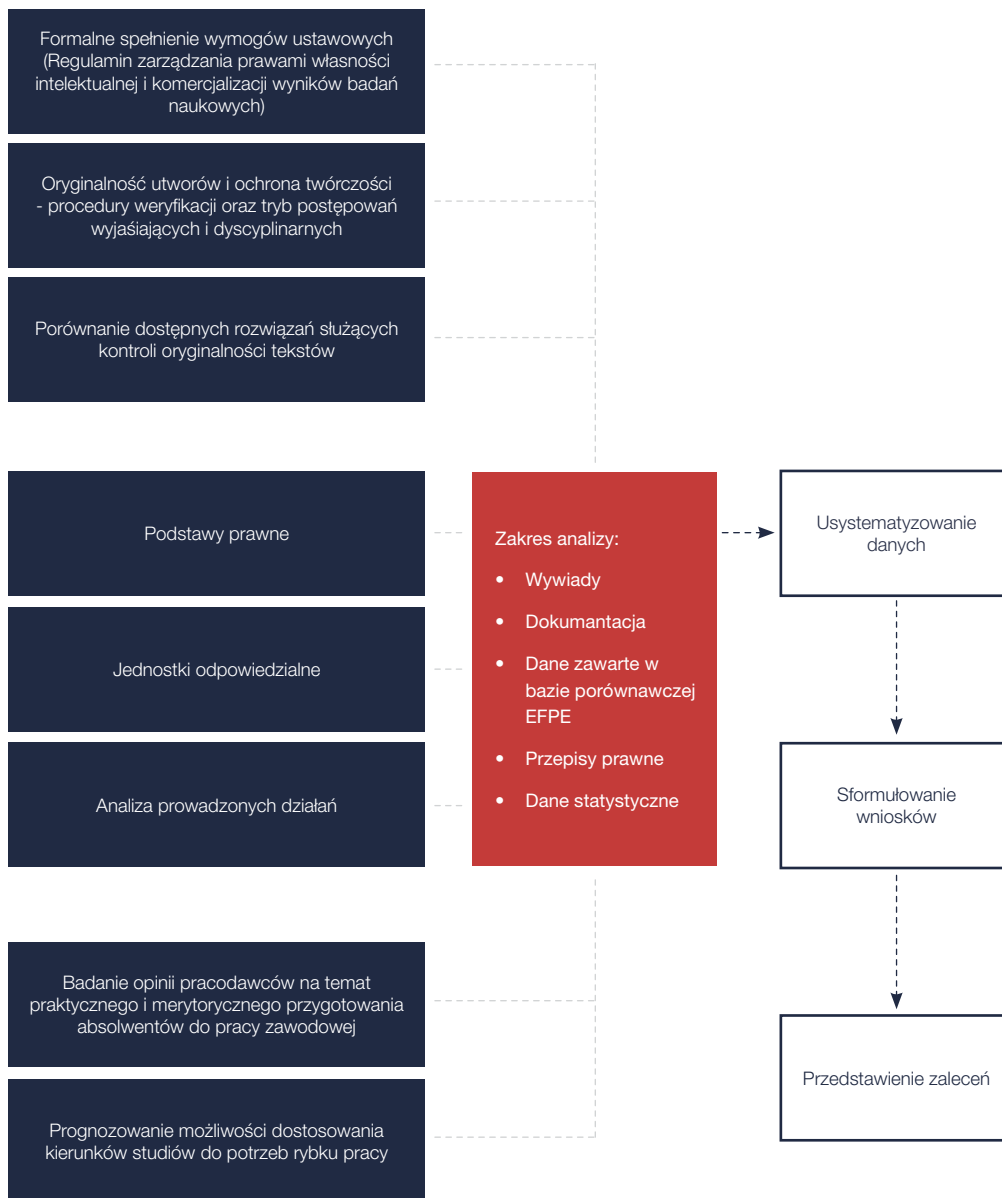 Formalne spełnienie wymogów ustawowych
(Regulamin zarządzania prawami własności
intelektualnej i komercjalizacji wyników badań
naukowych)
Oryginalność utworów i ochrona twórczości
- procedury weryfikacji oraz tryb postępowań
wyjaśiających i dyscyplinarnych
Porównanie dostępnych rozwiązań służących
kontroli oryginalności tekstów
Podstawy prawne
Jednostki odpowiedzialne
Analiza prowadzonych działań
Badanie opinii pracodawców na temat
praktycznego i merytorycznego przygotowania
absolwentów do pracy zawodowej
Prognozowanie możliwości dostosowania
kierunków studiów do potrzeb rybku pracy
Zakres analizy:
• Wywiady
• Dokumantacja
• Dane zawarte w
bazie porównawczej
EFPE
• Przepisy prawne
• Dane statystyczne
Usystematyzowanie
danych
Sformułowanie
wniosków
Przedstawienie zaleceń